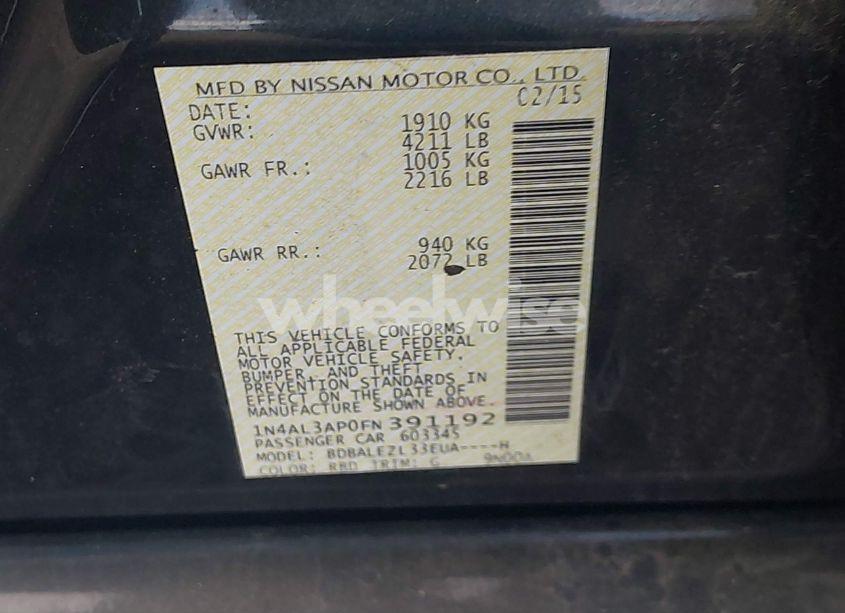 MFD BY NISSAN MOTOR CO., LTD.
DATE: 02/15
GVWR: 1910 KG
4211 LB
GAWR FR.: 1005 KG
2216 LB
GAWR RR.: 940 KG
2072 LB
wheelwise
THIS VEHICLE CONFORMS TO
ALL APPLICABLE FEDERAL
MOTOR VEHICLE SAFETY,
BUMPER, AND THEFT
PREVENTION STANDARDS IN
EFFECT ON THE DATE OF
MANUFACTURE SHOWN ABOVE.
1N4AL3AP0FN391192
PASSENGER CAR 603345
MODEL: BDBALEZL33EUA----H
COLOR: RBD TRIM: G